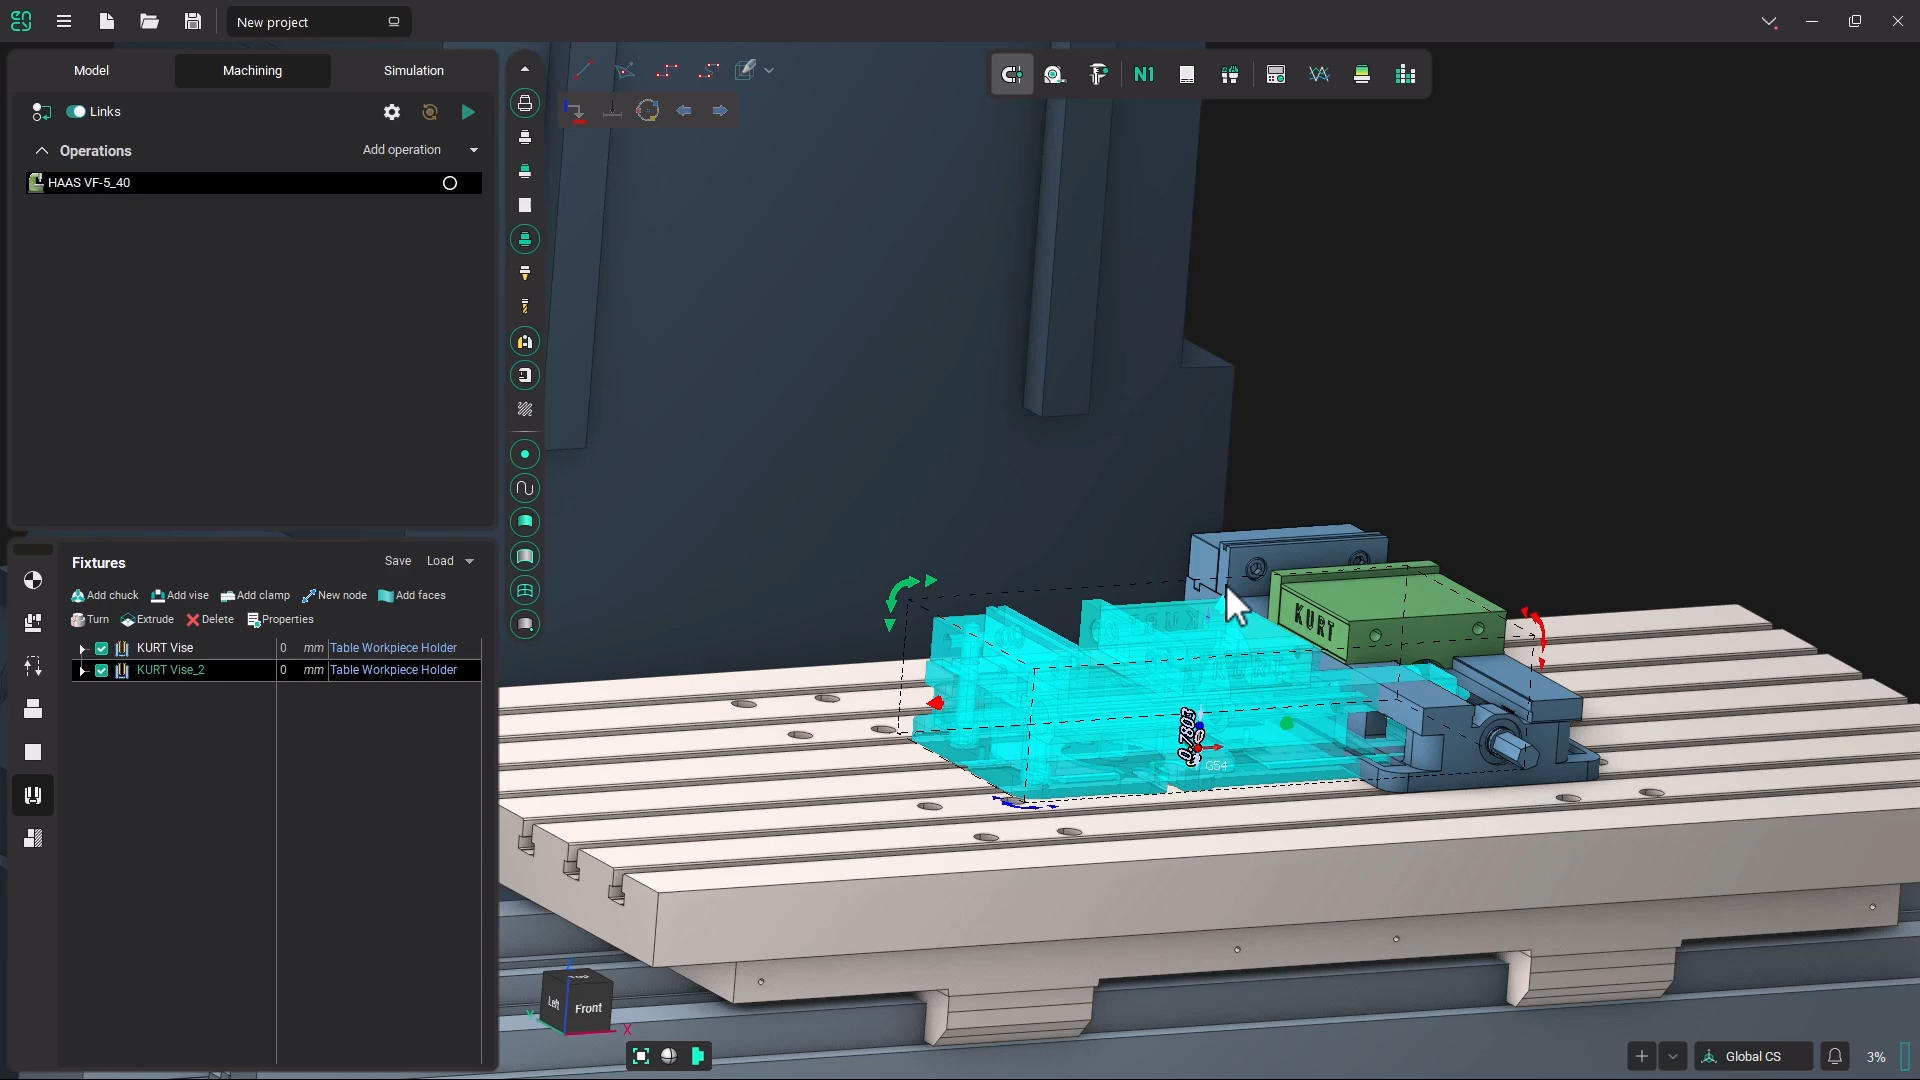 New project
Model Machining Simulation
Links
Operations Add operation
HAAS VF-5_40
N1
Fixtures Save Load
Add chuck Add vise Add clamp New node Add faces
Turn Extrude Delete Properties
KURT Vise 0 mm Table Workpiece Holder
KURT Vise_2 0 mm Table Workpiece Holder
KURT
G54
Left Front
X
Global CS 3%